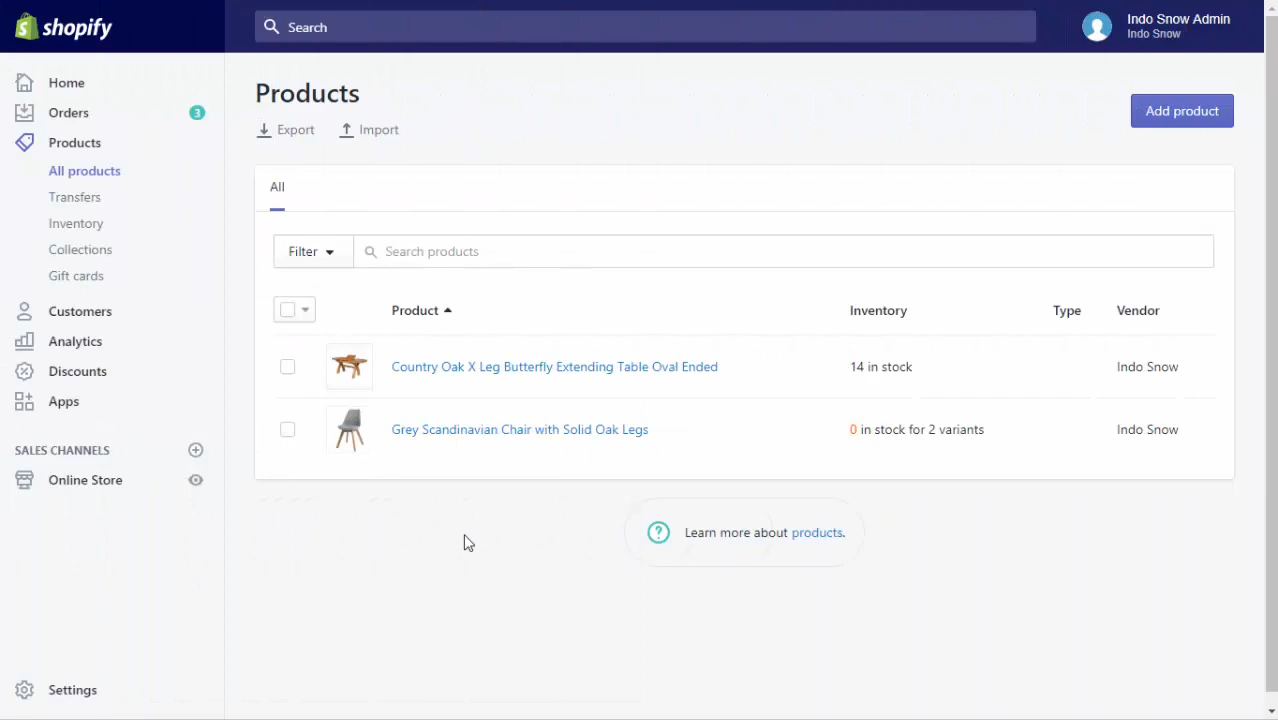 shopify
Search
Indo Snow Admin
Indo Snow
Home
Orders 3
Products
All products
Transfers
Inventory
Collections
Gift cards
Customers
Analytics
Discounts
Apps
SALES CHANNELS
Online Store
Settings
Products
Export Import
Add product
All
Filter Search products
Product Inventory Type Vendor
Country Oak X Leg Butterfly Extending Table Oval Ended 14 in stock Indo Snow
Grey Scandinavian Chair with Solid Oak Legs 0 in stock for 2 variants Indo Snow
? Learn more about products.